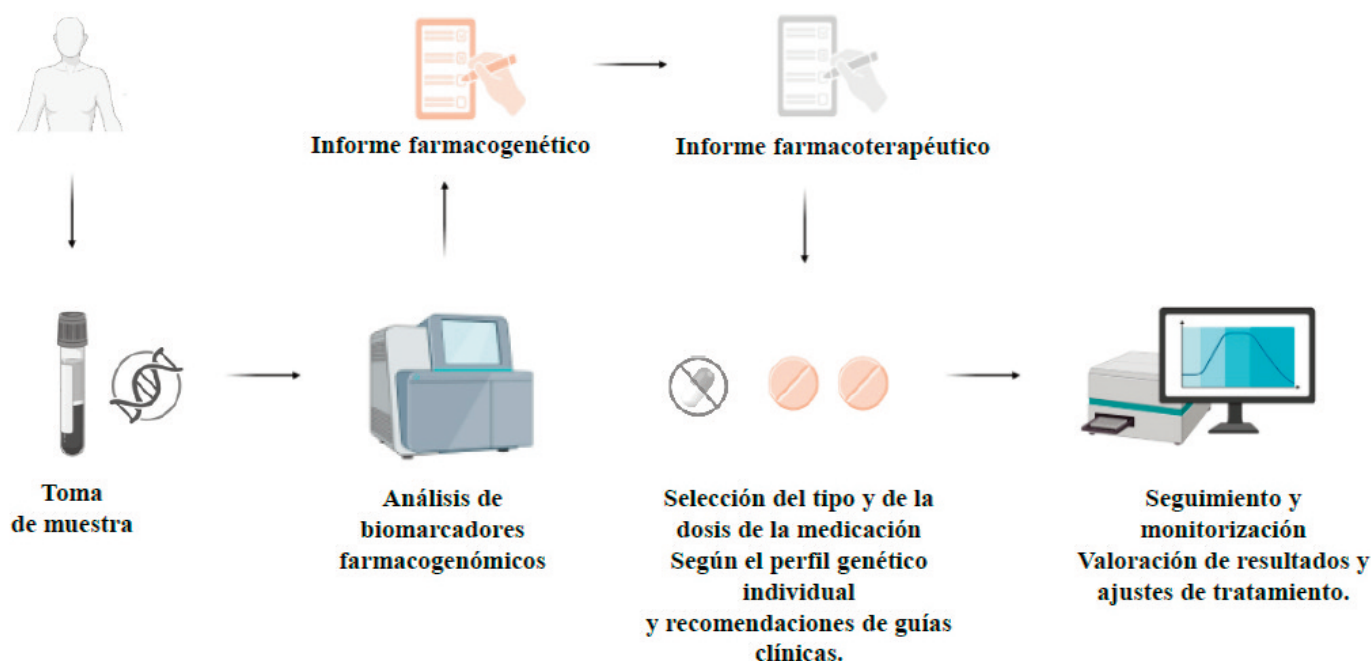 Informe farmacogenético
Informe farmacoterapéutico
Toma
de muestra
Análisis de
biomarcadores
farmacogenómicos
Selección del tipo y de la
dosis de la medicación
Según el perfil genético
individual
y recomendaciones de guías
clínicas.
Seguimiento y
monitorización
Valoración de resultados y
ajustes de tratamiento.